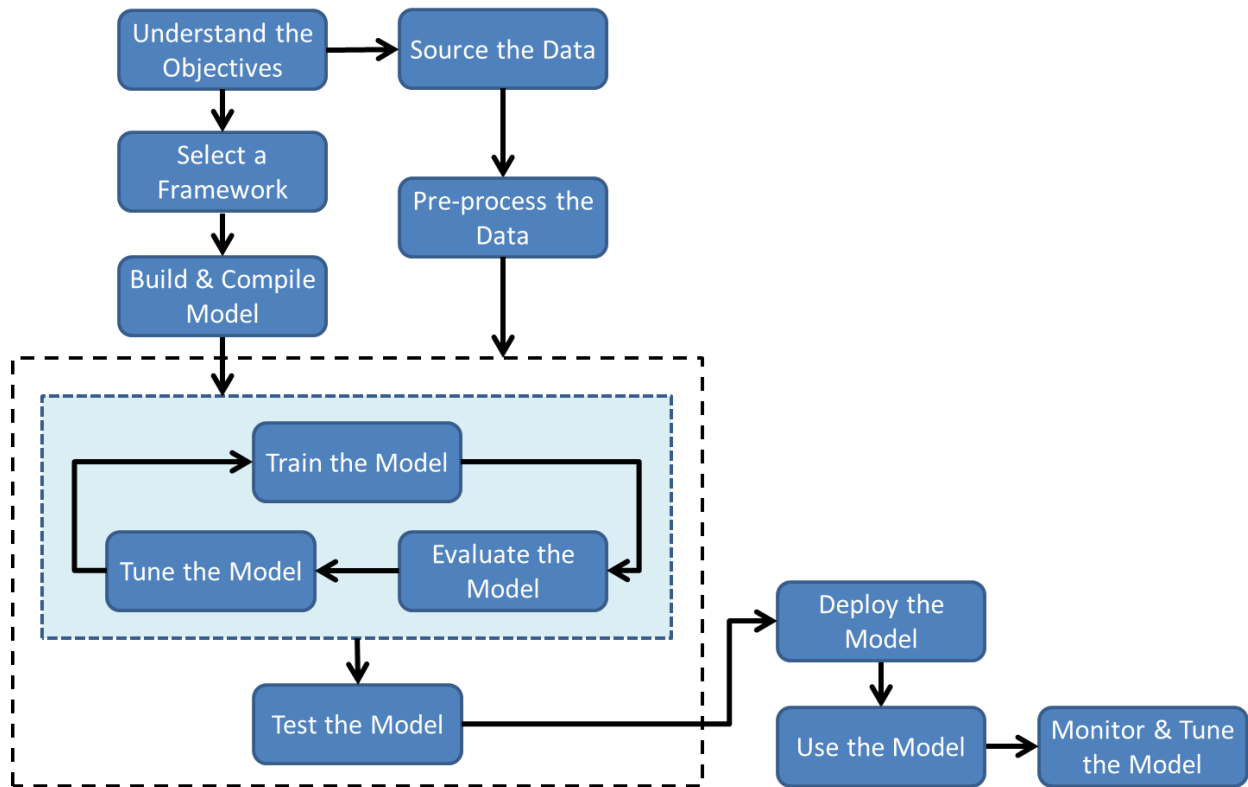 Understand the
Objectives
Source the Data
Select a
Framework
Pre-process the
Data
Build & Compile
Model
Train the Model
Tune the Model
Evaluate the
Model
Test the Model
Deploy the
Model
Use the Model
Monitor & Tune
the Model